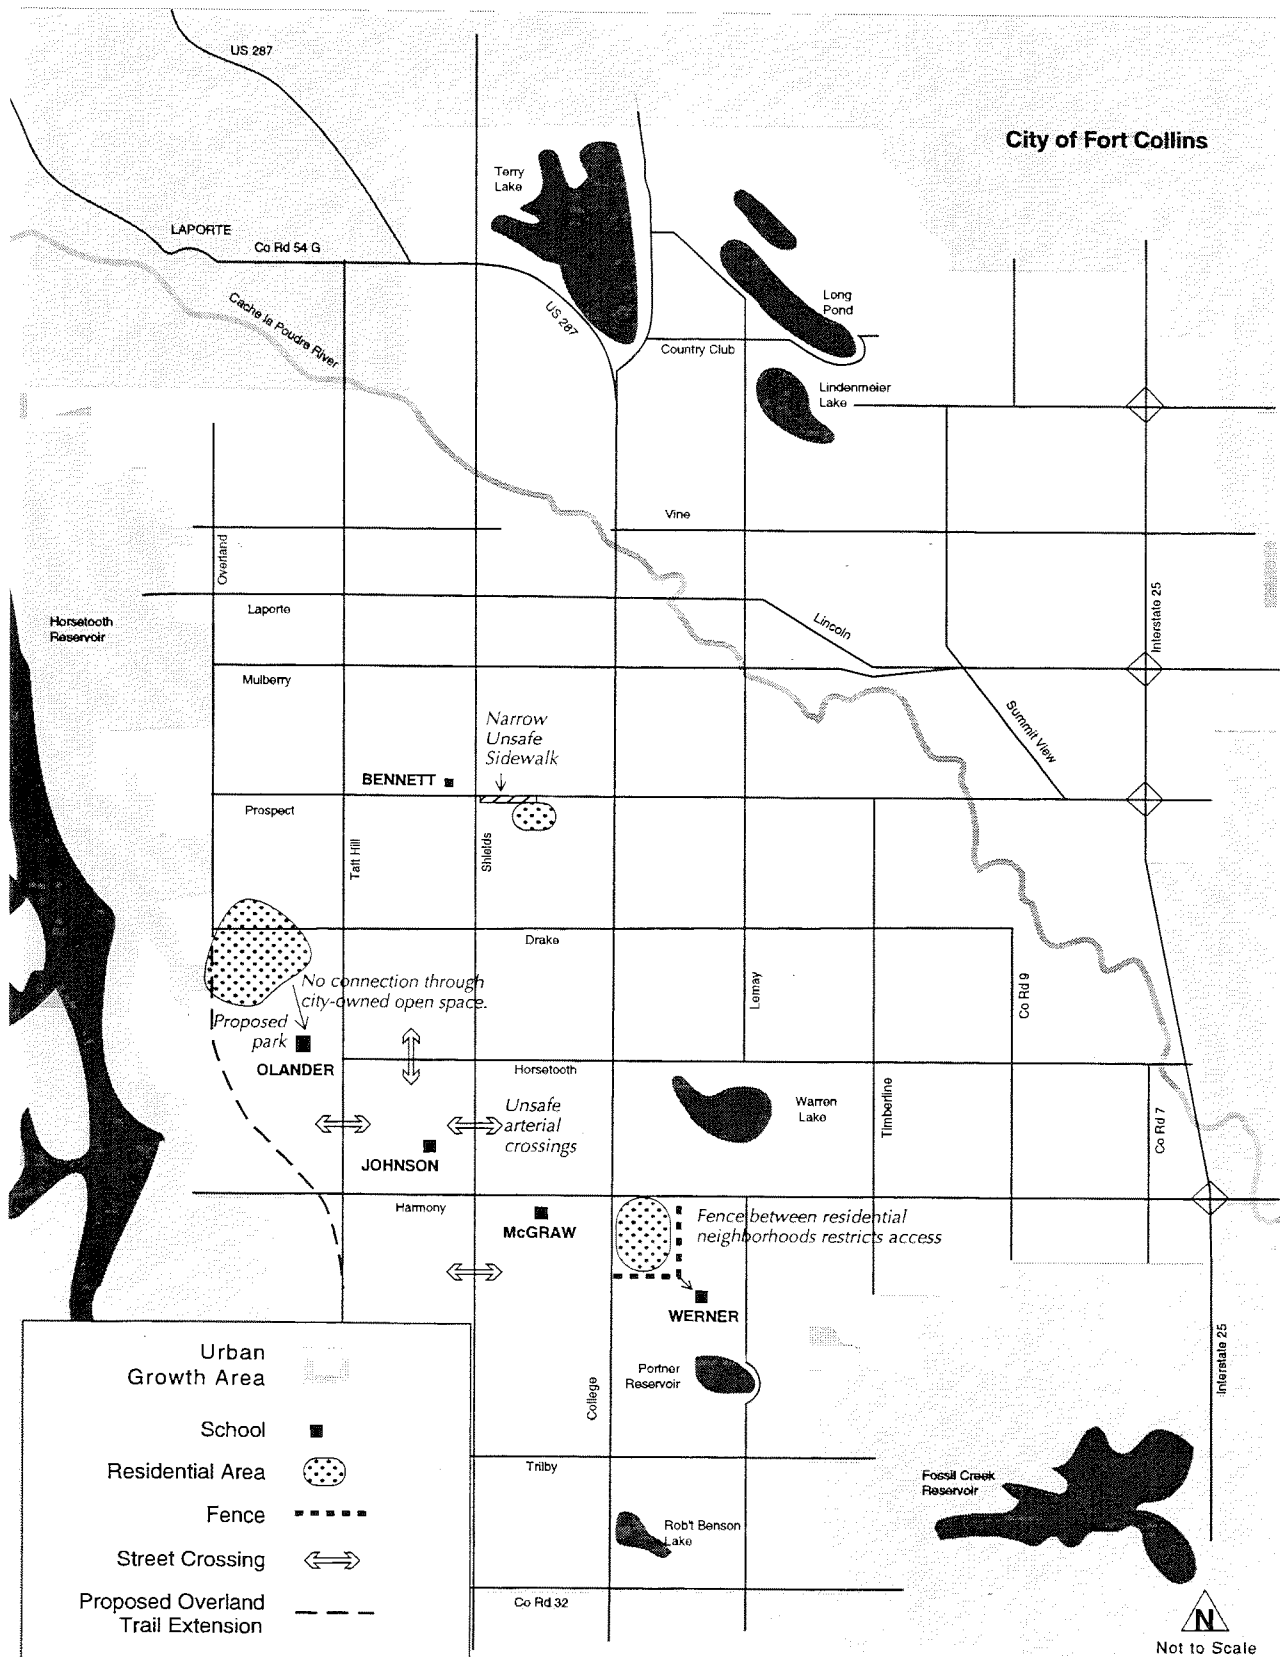 US 287
City of Fort Collins
Terry
Lake
LAPORTE
Co Rd 54 G
Cache la Poudre River
US 287
Long
Pond
Country Club
Lindenmeier
Lake
Vine
Overland
Laporte
Horsetooth
Reservoir
Lincoln
Interstate 25
Mulberry
Summit View
Narrow
Unsafe
Sidewalk
BENNETT
Prospect
Taft Hill
Shields
Drake
No connection through
city-owned open space.
Lemay
Co Rd 9
Proposed
park
OLANDER
Horsetooth
Unsafe
arterial
crossings
Warren
Lake
Timberline
Co Rd 7
JOHNSON
Harmony
McGRAW
Fence between residential
neighborhoods restricts access
WERNER
Interstate 25
Portner
Reservoir
College
Trilby
Fossil Creek
Reservoir
Rob't Benson
Lake
Co Rd 32
Urban
Growth Area
School
Residential Area
Fence
Street Crossing
Proposed Overland
Trail Extension
N
Not to Scale